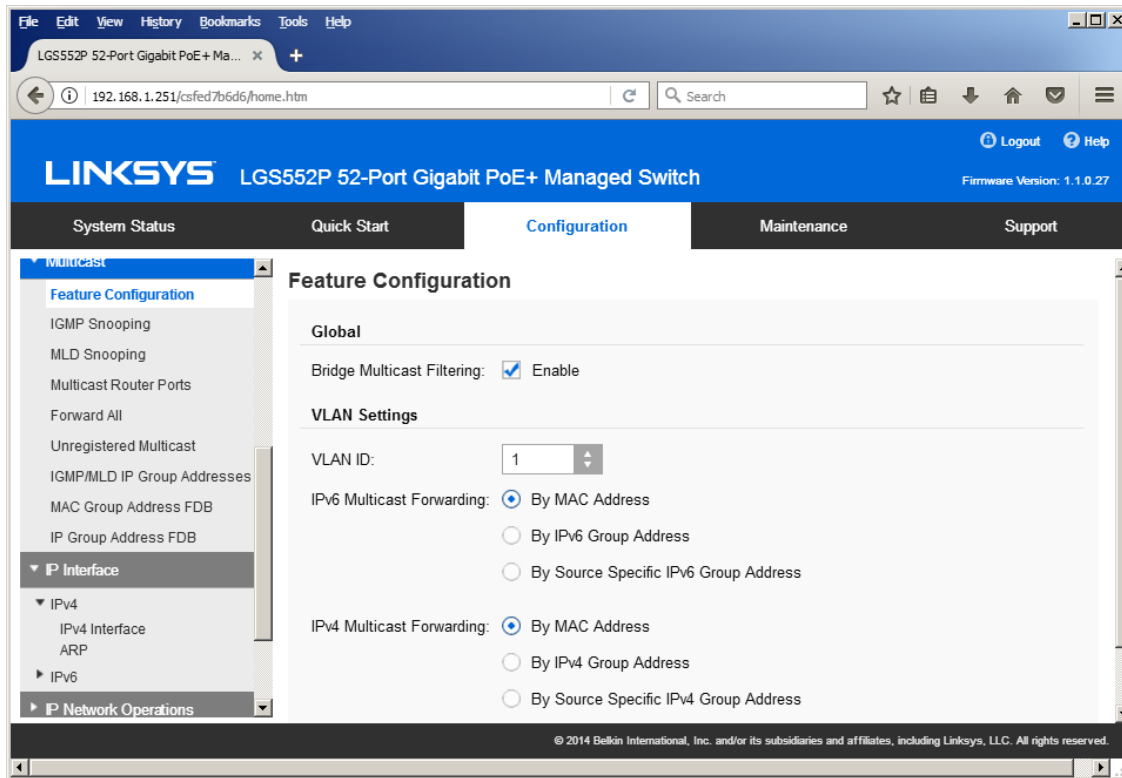 File Edit View History Bookmarks Tools Help
LGS552P 52-Port Gigabit PoE+ Ma...
192.168.1.251/csfed7b6d6/home.htm
Search
Logout Help
LINKSYS LGS552P 52-Port Gigabit PoE+ Managed Switch
Firmware Version: 1.1.0.27
System Status Quick Start Configuration Maintenance Support
Multicast
Feature Configuration
IGMP Snooping
MLD Snooping
Multicast Router Ports
Forward All
Unregistered Multicast
IGMP/MLD IP Group Addresses
MAC Group Address FDB
IP Group Address FDB
IP Interface
IPv4
IPv4 Interface
ARP
IPv6
IP Network Operations
Feature Configuration
Global
Bridge Multicast Filtering: Enable
VLAN Settings
VLAN ID: 1
IPv6 Multicast Forwarding: By MAC Address
By IPv6 Group Address
By Source Specific IPv6 Group Address
IPv4 Multicast Forwarding: By MAC Address
By IPv4 Group Address
By Source Specific IPv4 Group Address
© 2014 Belkin International, Inc. and/or its subsidiaries and affiliates, including Linksys, LLC. All rights reserved.